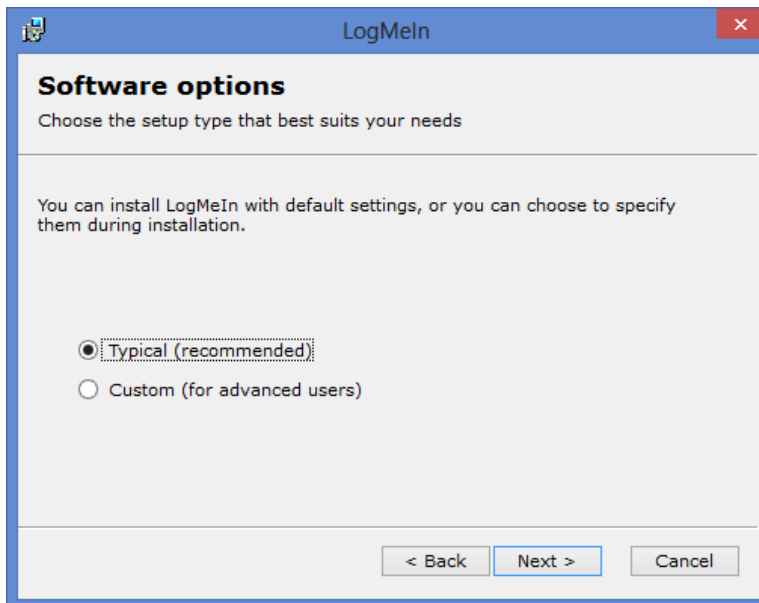 LogMeIn
Software options
Choose the setup type that best suits your needs
You can install LogMeIn with default settings, or you can choose to specify
them during installation.
Typical (recommended)
Custom (for advanced users)
< Back Next > Cancel